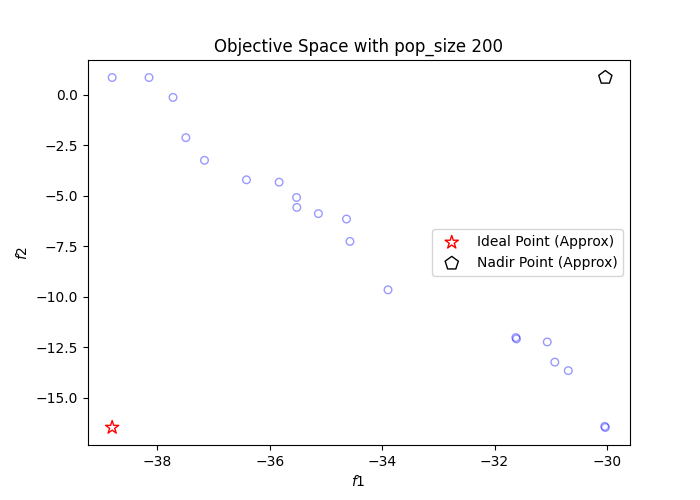 Objective Space with pop_size 200
0.0
−2.5
−5.0
−7.5
−10.0
−12.5
−15.0
f2
Ideal Point (Approx)
Nadir Point (Approx)
−38
−36
−34
−32
−30
f1